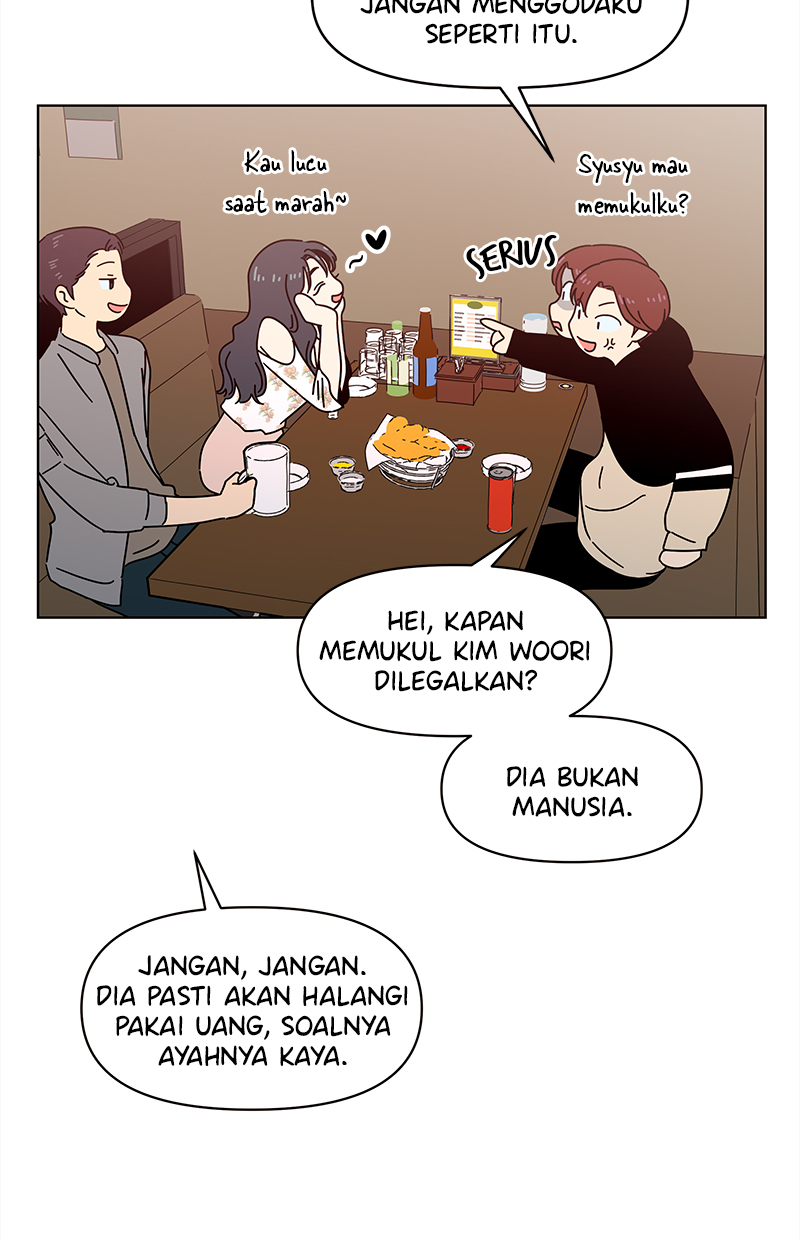 JANGAN MENGGODAKU
SEPERTI ITU.
Kau lucu
saat marah~
Syusyu mau
memukulku?
SERIUS
HEI, KAPAN
MEMUKUL KIM WOORI
DILEGALKAN?
DIA BUKAN
MANUSIA.
JANGAN, JANGAN.
DIA PASTI AKAN HALANGI
PAKAI UANG, SOALNYA
AYAHNYA KAYA.